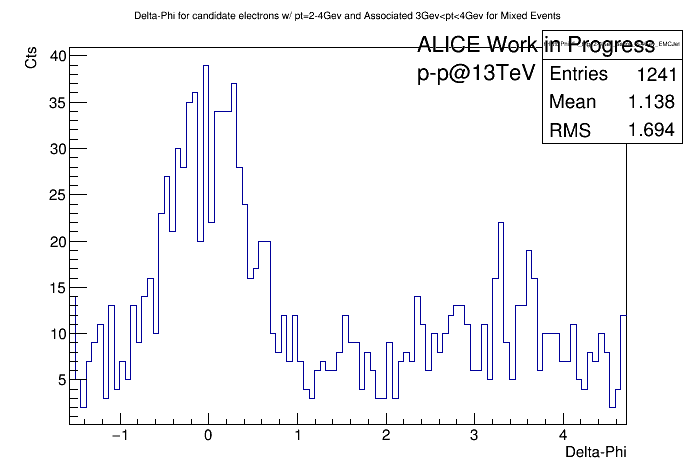 Delta-Phi for candidate electrons w/ pt=2-4Gev and Associated 3Gev<pt<4Gev for Mixed Events
Cts
ALICE Work in Progress
p-p@13TeV
Entries 1241
Mean 1.138
RMS 1.694
40
35
30
25
20
15
10
5
−1 0 1 2 3 4
Delta-Phi